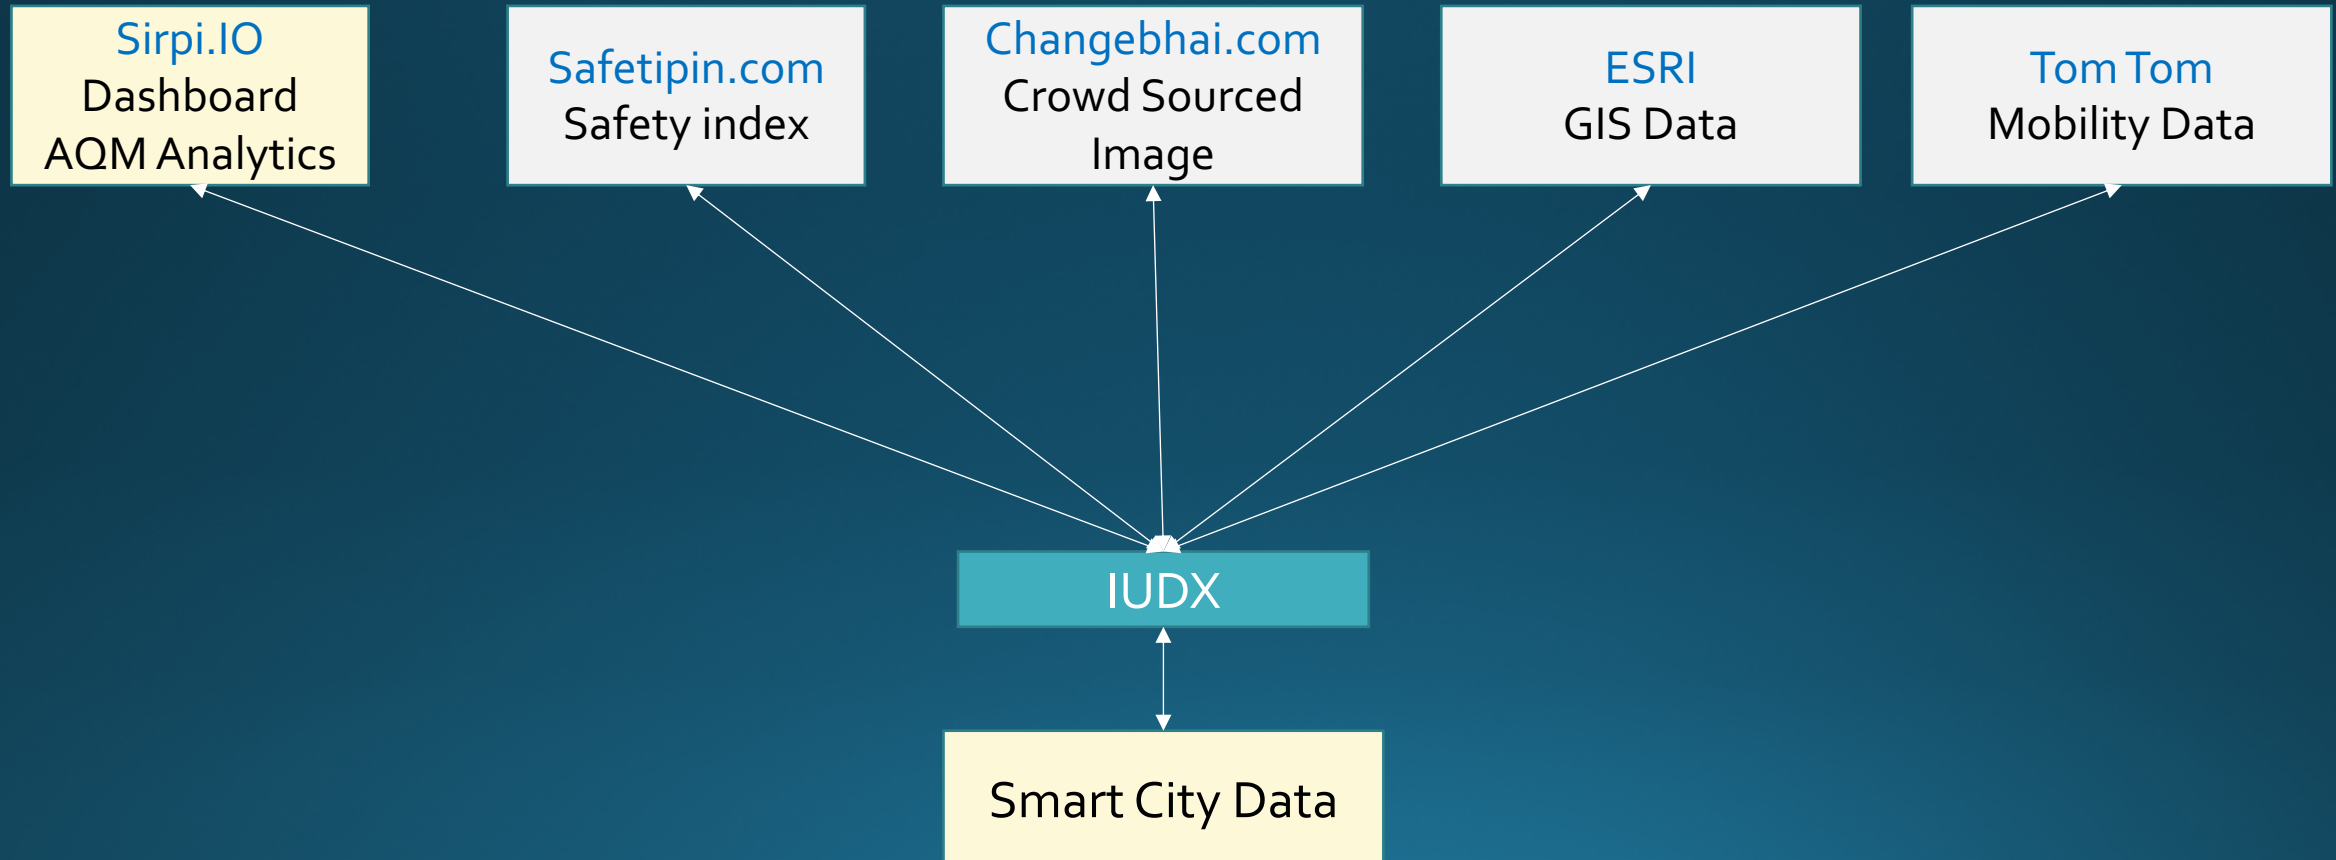 Sirpi.IO
Dashboard
AQM Analytics
Safetipin.com
Safety index
Changebhai.com
Crowd Sourced
Image
ESRI
GIS Data
Tom Tom
Mobility Data
IUDX
Smart City Data